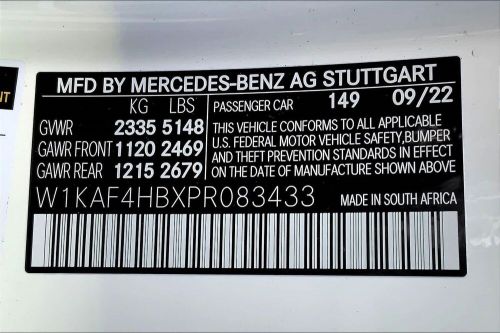 MFD BY MERCEDES-BENZ AG STUTTGART
KG LBS
GVWR 2335 5148
GAWR FRONT 1120 2469
GAWR REAR 1215 2679
PASSENGER CAR 149 09/22
THIS VEHICLE CONFORMS TO ALL APPLICABLE
U.S. FEDERAL MOTOR VEHICLE SAFETY, BUMPER
AND THEFT PREVENTION STANDARDS IN EFFECT
ON THE DATE OF MANUFACTURE SHOWN ABOVE
W1KAF4HBXPR083433
MADE IN SOUTH AFRICA